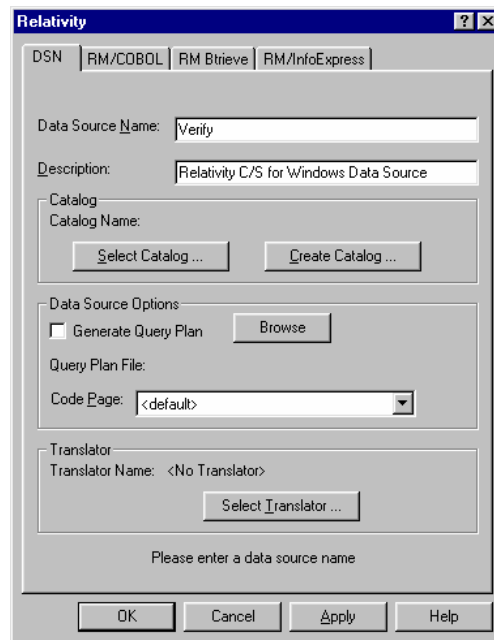 Relativity
DSN RM/COBOL RM Btrieve RM/InfoExpress
Data Source Name: Verify
Description: Relativity C/S for Windows Data Source
Catalog
Catalog Name:
Select Catalog ... Create Catalog ...
Data Source Options
Generate Query Plan Browse
Query Plan File:
Code Page: <default>
Translator
Translator Name: <No Translator>
Select Translator ...
Please enter a data source name
OK Cancel Apply Help